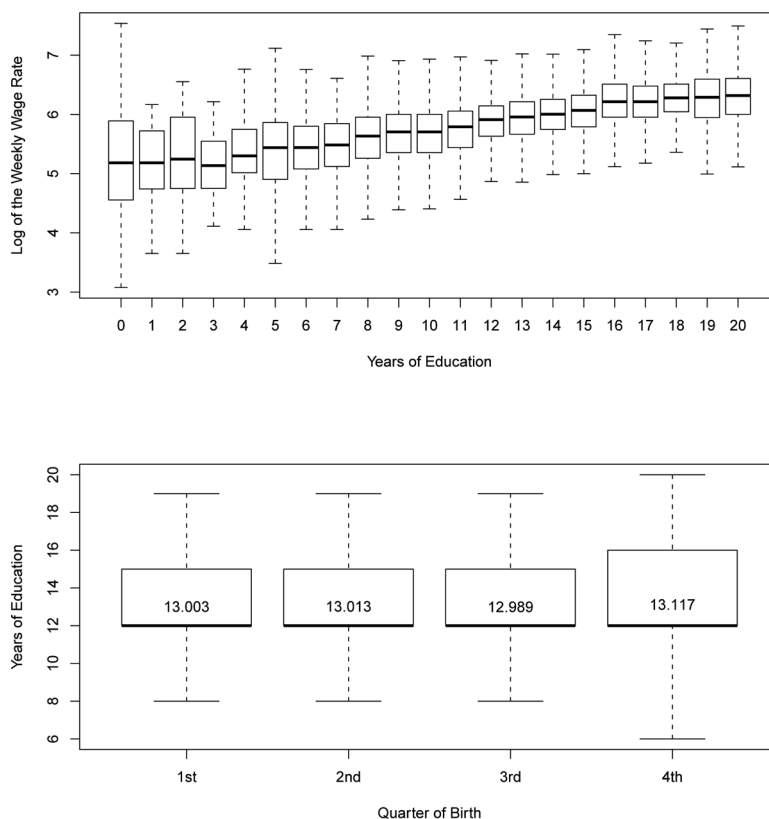 Log of the Weekly Wage Rate
7
6
5
4
3
0 1 2 3 4 5 6 7 8 9 10 11 12 13 14 15 16 17 18 19 20
Years of Education
Years of Education
20
18
16
14
12
10
8
6
13.003 13.013 12.989 13.117
1st 2nd 3rd 4th
Quarter of Birth